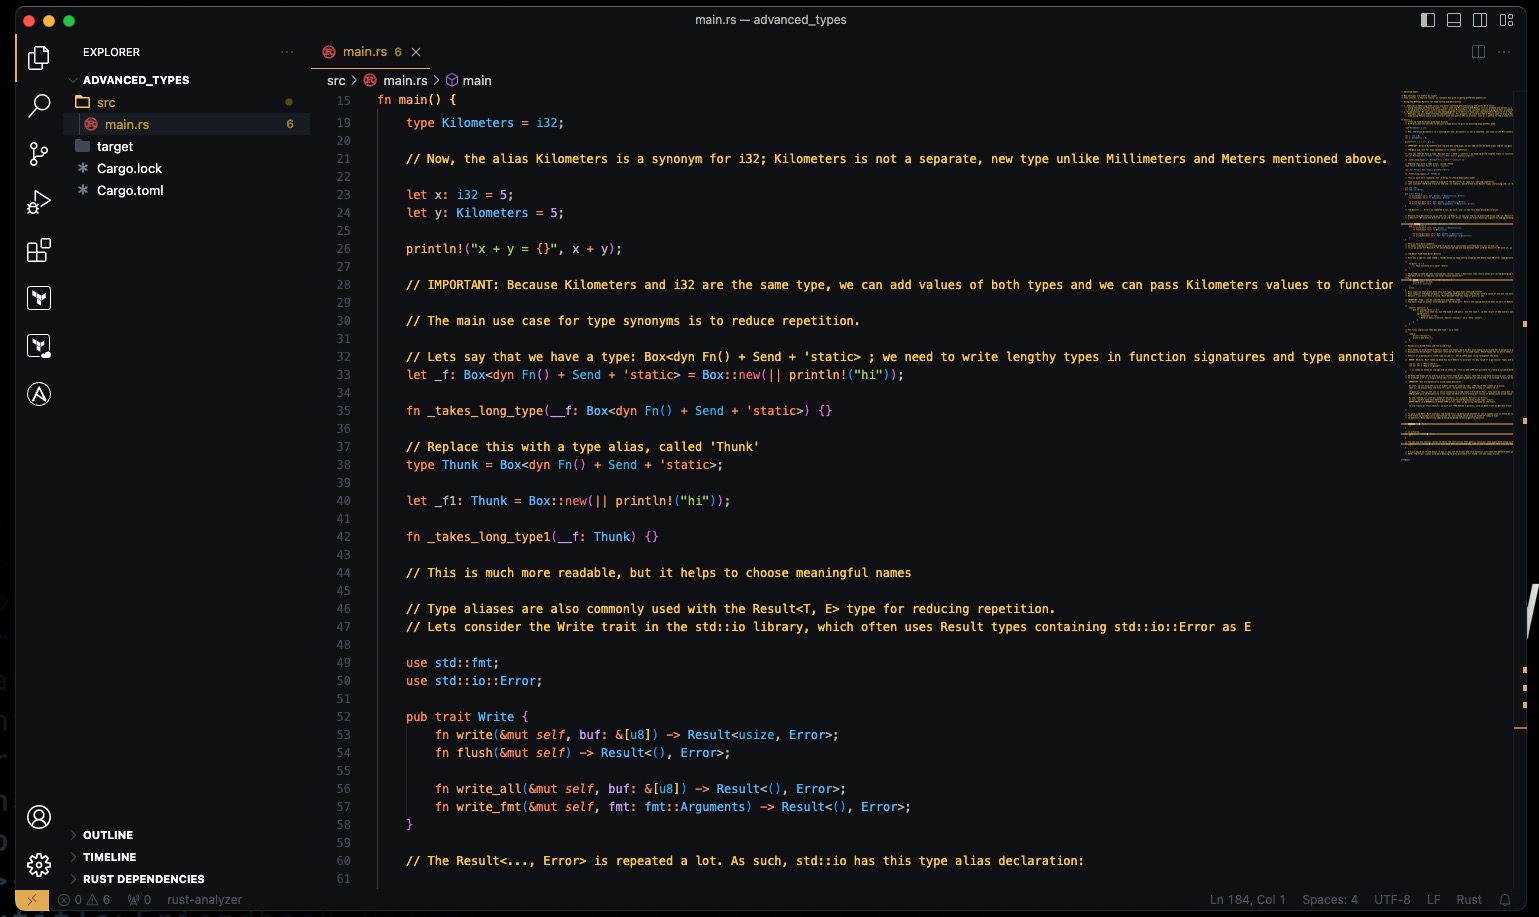 main.rs — advanced_types
EXPLORER
ADVANCED_TYPES
src
main.rs 6
target
Cargo.lock
Cargo.toml
OUTLINE
TIMELINE
RUST DEPENDENCIES
main.rs 6
src > main.rs > main
15 fn main() {
19 type Kilometers = i32;
20
21 // Now, the alias Kilometers is a synonym for i32; Kilometers is not a separate, new type unlike Millimeters and Meters mentioned above.
22
23 let x: i32 = 5;
24 let y: Kilometers = 5;
25
26 println!("x + y = {}", x + y);
27
28 // IMPORTANT: Because Kilometers and i32 are the same type, we can add values of both types and we can pass Kilometers values to function
29
30 // The main use case for type synonyms is to reduce repetition.
31
32 // Lets say that we have a type: Box<dyn Fn() + Send + 'static> ; we need to write lengthy types in function signatures and type annotati
33 let _f: Box<dyn Fn() + Send + 'static> = Box::new(|| println!("hi"));
34
35 fn _takes_long_type(__f: Box<dyn Fn() + Send + 'static>) {}
36
37 // Replace this with a type alias, called 'Thunk'
38 type Thunk = Box<dyn Fn() + Send + 'static>;
39
40 let _f1: Thunk = Box::new(|| println!("hi"));
41
42 fn _takes_long_type1(__f: Thunk) {}
43
44 // This is much more readable, but it helps to choose meaningful names
45
46 // Type aliases are also commonly used with the Result<T, E> type for reducing repetition.
47 // Lets consider the Write trait in the std::io library, which often uses Result types containing std::io::Error as E
48
49 use std::fmt;
50 use std::io::Error;
51
52 pub trait Write {
53 fn write(&mut self, buf: &[u8]) -> Result<usize, Error>;
54 fn flush(&mut self) -> Result<(), Error>;
55
56 fn write_all(&mut self, buf: &[u8]) -> Result<(), Error>;
57 fn write_fmt(&mut self, fmt: fmt::Arguments) -> Result<(), Error>;
58 }
59
60 // The Result<..., Error> is repeated a lot. As such, std::io has this type alias declaration:
61
0 6 0 rust-analyzer Ln 184, Col 1 Spaces: 4 UTF-8 LF Rust